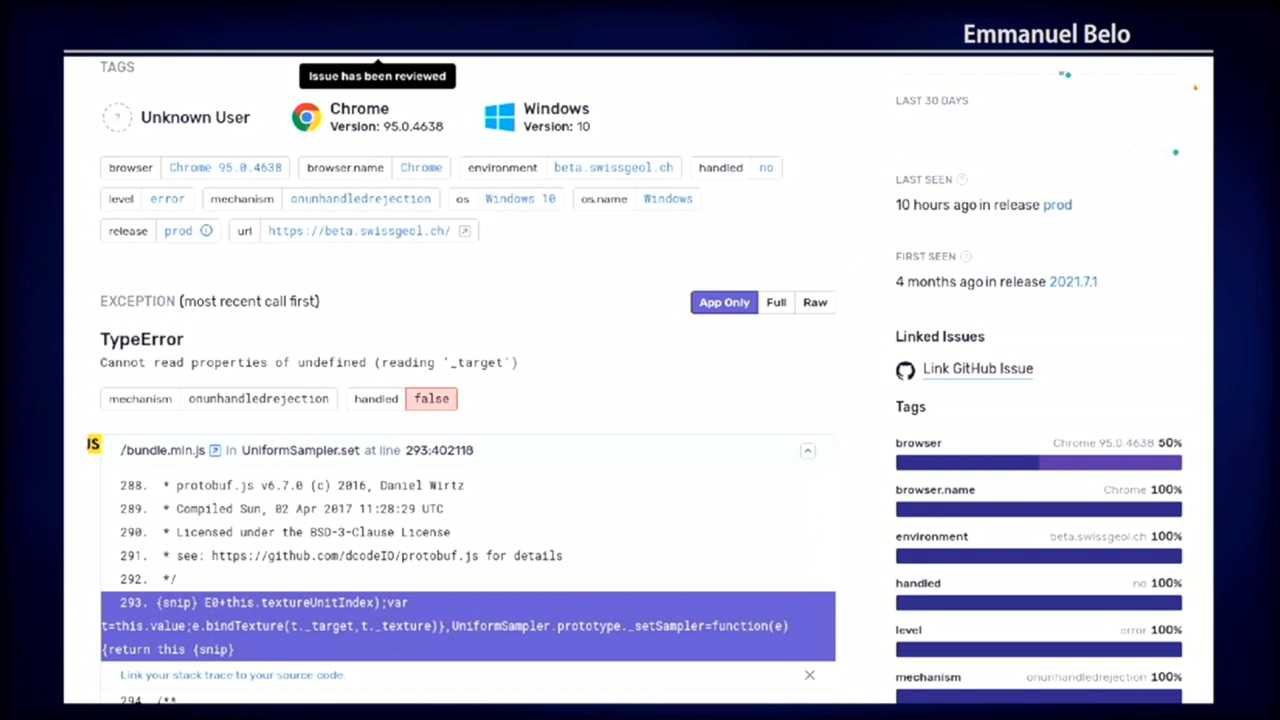 Emmanuel Belo
TAGS
Issue has been reviewed
? Unknown User
Chrome
Version: 95.0.4638
Windows
Version: 10
browser Chrome 95.0.4638 browser.name Chrome environment beta.swissgeol.ch handled no
level error mechanism onunhandledrejection os Windows 10 os.name Windows
release prod url https://beta.swissgeol.ch/
EXCEPTION (most recent call first)
App Only Full Raw
TypeError
Cannot read properties of undefined (reading '_target')
mechanism onunhandledrejection handled false
JS
/bundle.min.js in UniformSampler.set at line 293:402118
288. * protobuf.js v6.7.0 (c) 2016, Daniel Wirtz
289. * Compiled Sun, 02 Apr 2017 11:28:29 UTC
290. * Licensed under the BSD-3-Clause License
291. * see: https://github.com/dcodeIO/protobuf.js for details
292. */
293. {snip} E0+this.textureUnitIndex);var
t=this.value;e.bindTexture(t._target,t._texture)},UniformSampler.prototype._setSampler=function(e)
{return this {snip}
Link your stack trace to your source code.
294. /**
LAST 30 DAYS
LAST SEEN ?
10 hours ago in release prod
FIRST SEEN ?
4 months ago in release 2021.7.1
Linked Issues
Link GitHub Issue
Tags
browser Chrome 95.0.4638 50%
browser.name Chrome 100%
environment beta.swissgeol.ch 100%
handled no 100%
level error 100%
mechanism onunhandledrejection 100%